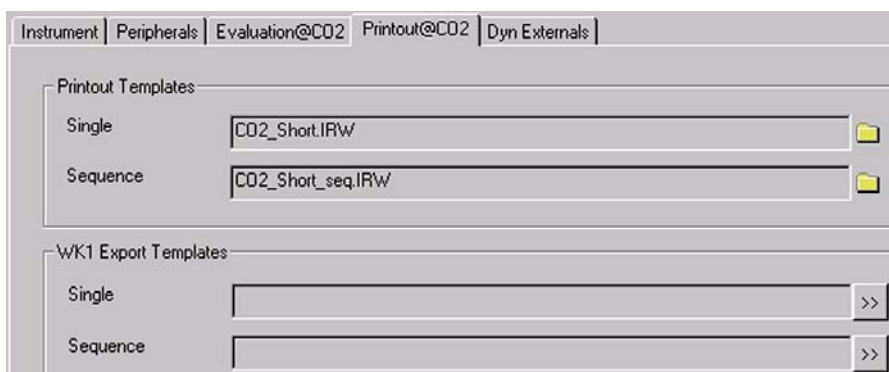 Instrument Peripherals Evaluation@CO2 Printout@CO2 Dyn Externals
Printout Templates
Single CO2_Short.IRW
Sequence CO2_Short_seq.IRW
WK1 Export Templates
Single >>
Sequence >>